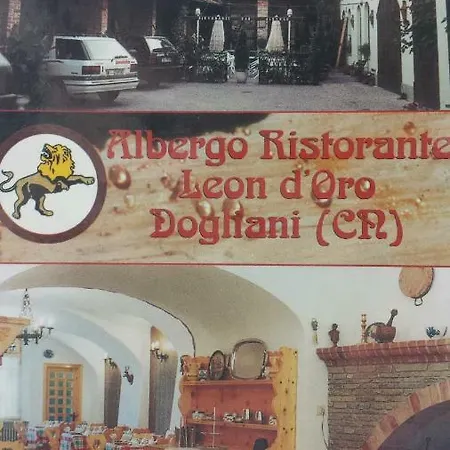 Albergo Ristorante
Leon d'Oro
Dogliani (CN)